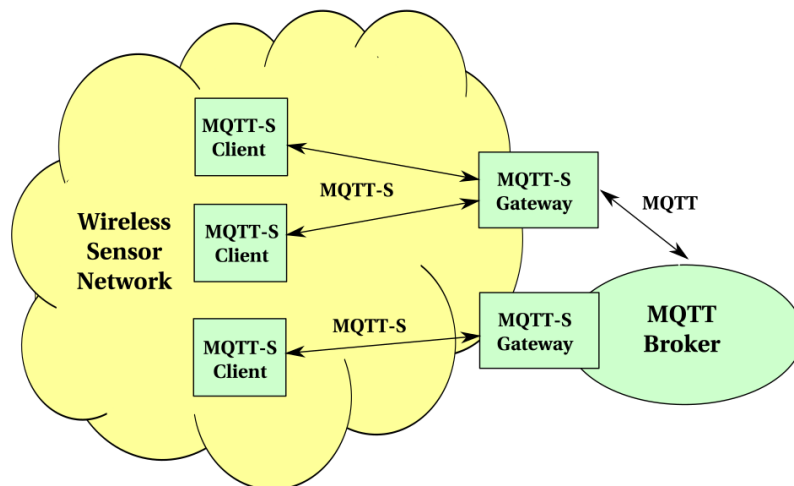 MQTT-S
Client
MQTT-S
MQTT-S
Gateway
MQTT
Wireless
Sensor
Network
MQTT-S
Client
MQTT-S
Client
MQTT-S
MQTT-S
Gateway
MQTT
Broker